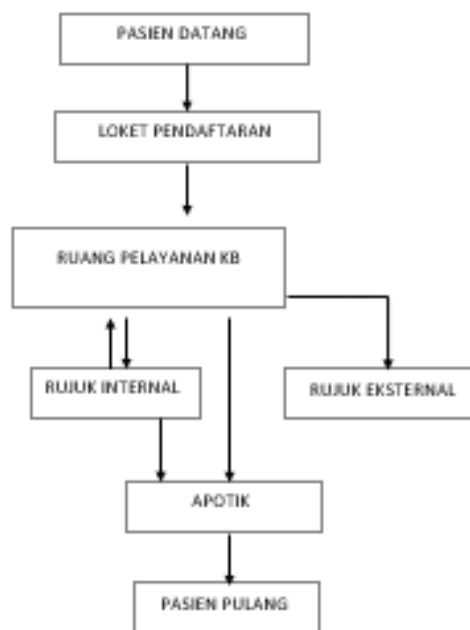 PASIEN DATANG
LOKET PENDAFTARAN
RUANG PELAYANAN KB
RUJUK INTERNAL
RUJUK EKSTERNAL
APOTIK
PASIEN PULANG